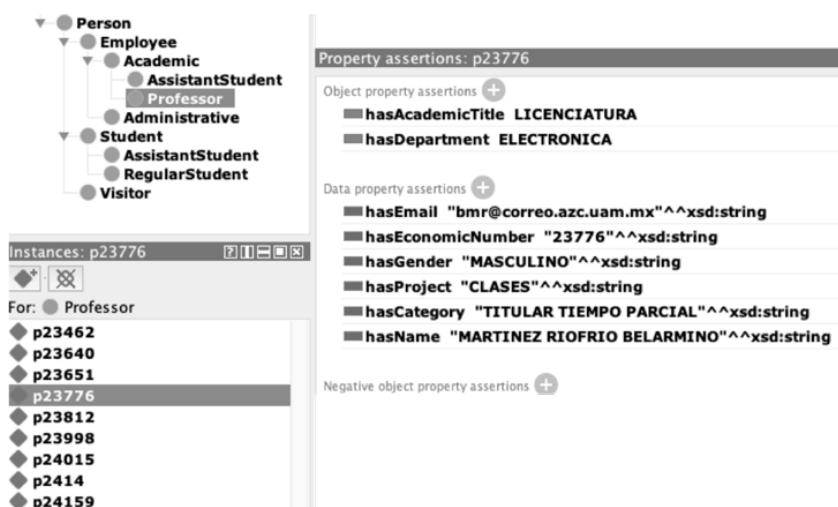 Person
Employee
Academic
AssistantStudent
Professor
Administrative
Student
AssistantStudent
RegularStudent
Visitor
Instances: p23776
For: Professor
p23462
p23640
p23651
p23776
p23812
p23998
p24015
p2414
p24159
Property assertions: p23776
Object property assertions
hasAcademicTitle LICENCIATURA
hasDepartment ELECTRONICA
Data property assertions
hasEmail "bmr@correo.azc.uam.mx"^^xsd:string
hasEconomicNumber "23776"^^xsd:string
hasGender "MASCULINO"^^xsd:string
hasProject "CLASES"^^xsd:string
hasCategory "TITULAR TIEMPO PARCIAL"^^xsd:string
hasName "MARTINEZ RIOFRIO BELARMINO"^^xsd:string
Negative object property assertions